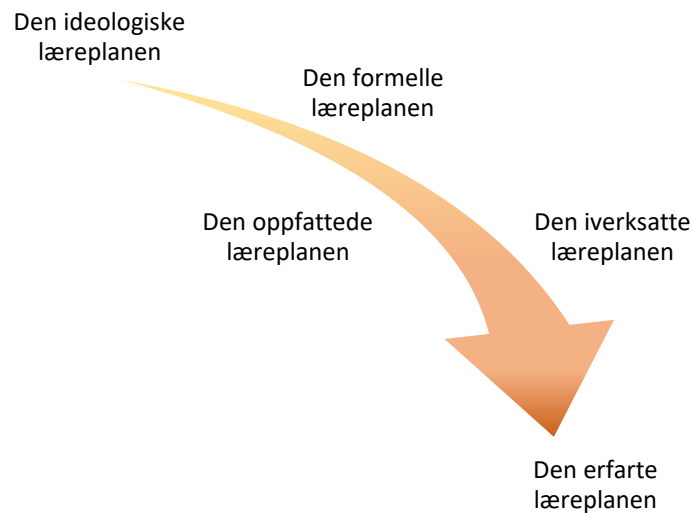 Den ideologiske
læreplanen
Den formelle
læreplanen
Den oppfattede
læreplanen
Den iverksatte
læreplanen
Den erfarte
læreplanen